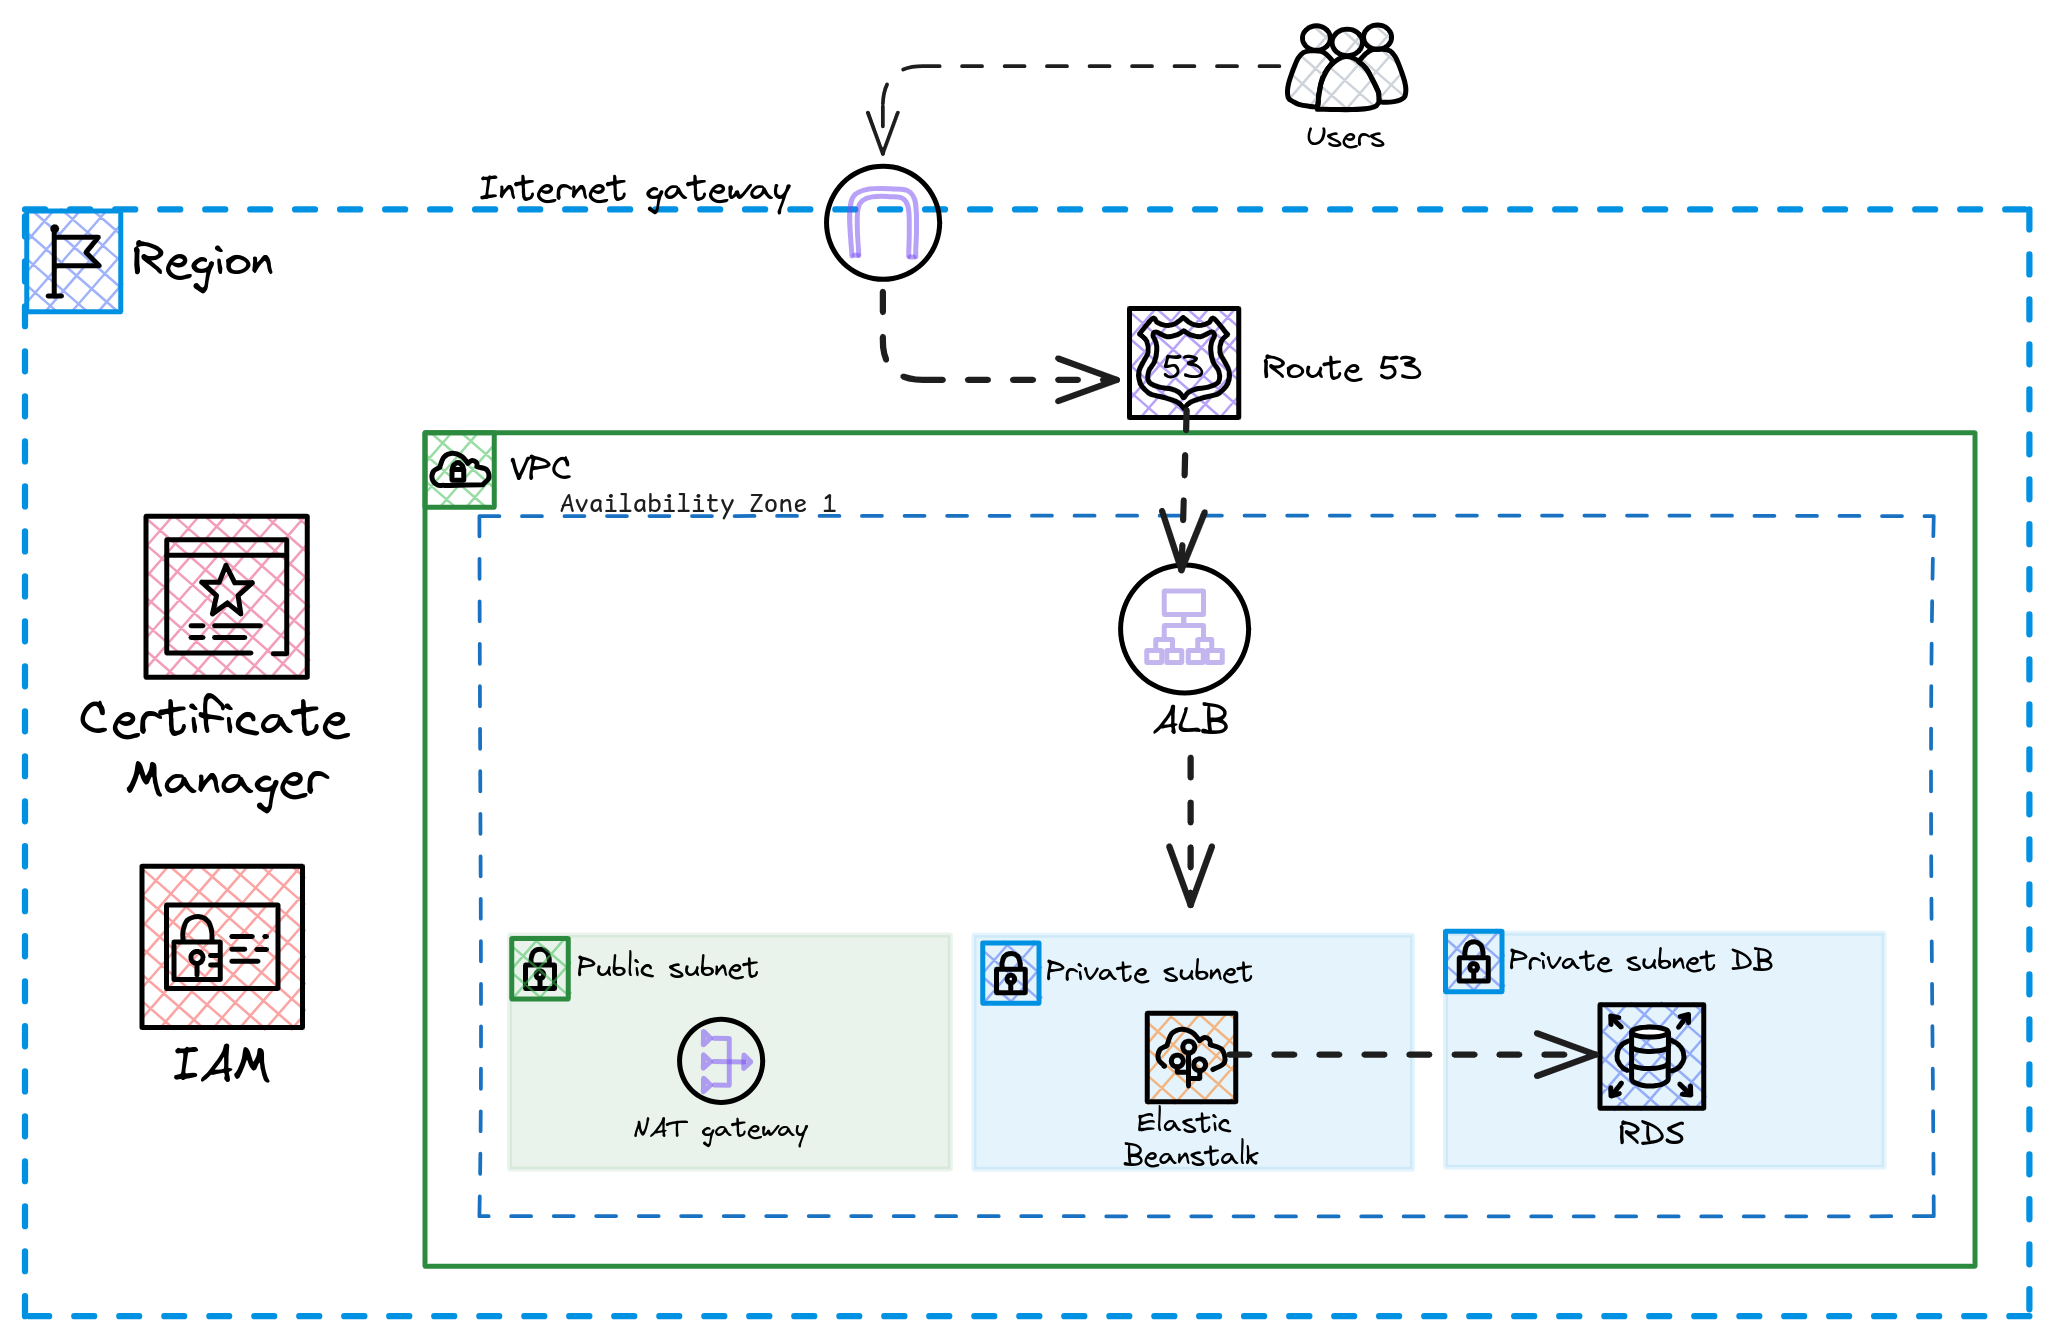 Users
Internet gateway
Region
53
Route 53
VPC
Availability Zone 1
Certificate
Manager
ALB
IAM
Public subnet
NAT gateway
Private subnet
Elastic
Beanstalk
Private subnet DB
RDS